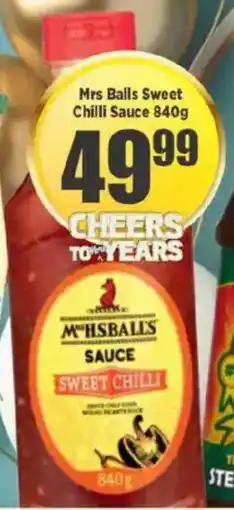 Mrs Balls Sweet
Chilli Sauce 840g
49 99
CHEERS
TO YEARS
Mrs H.S.BALL'S
SAUCE
SWEET CHILLI
840g
STE